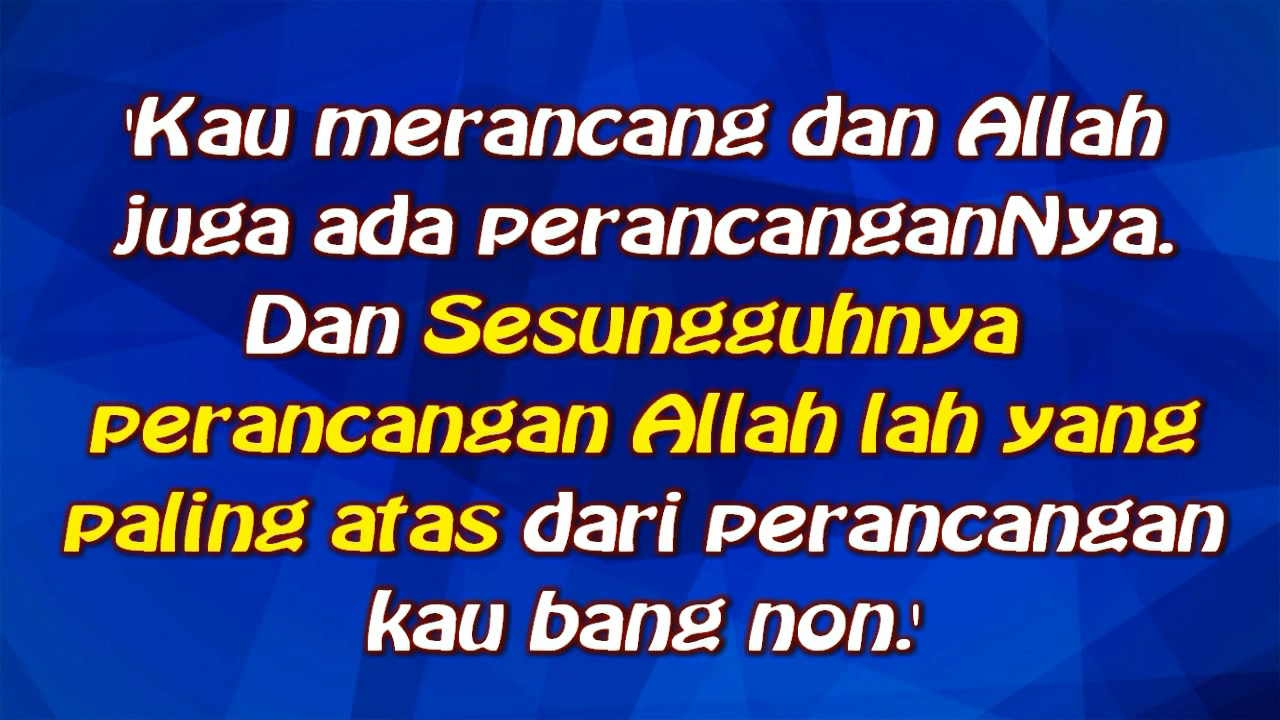 'Kau merancang dan Allah
juga ada perancanganNya.
Dan Sesungguhnya
perancangan Allah lah yang
paling atas dari perancangan
kau bang non.'